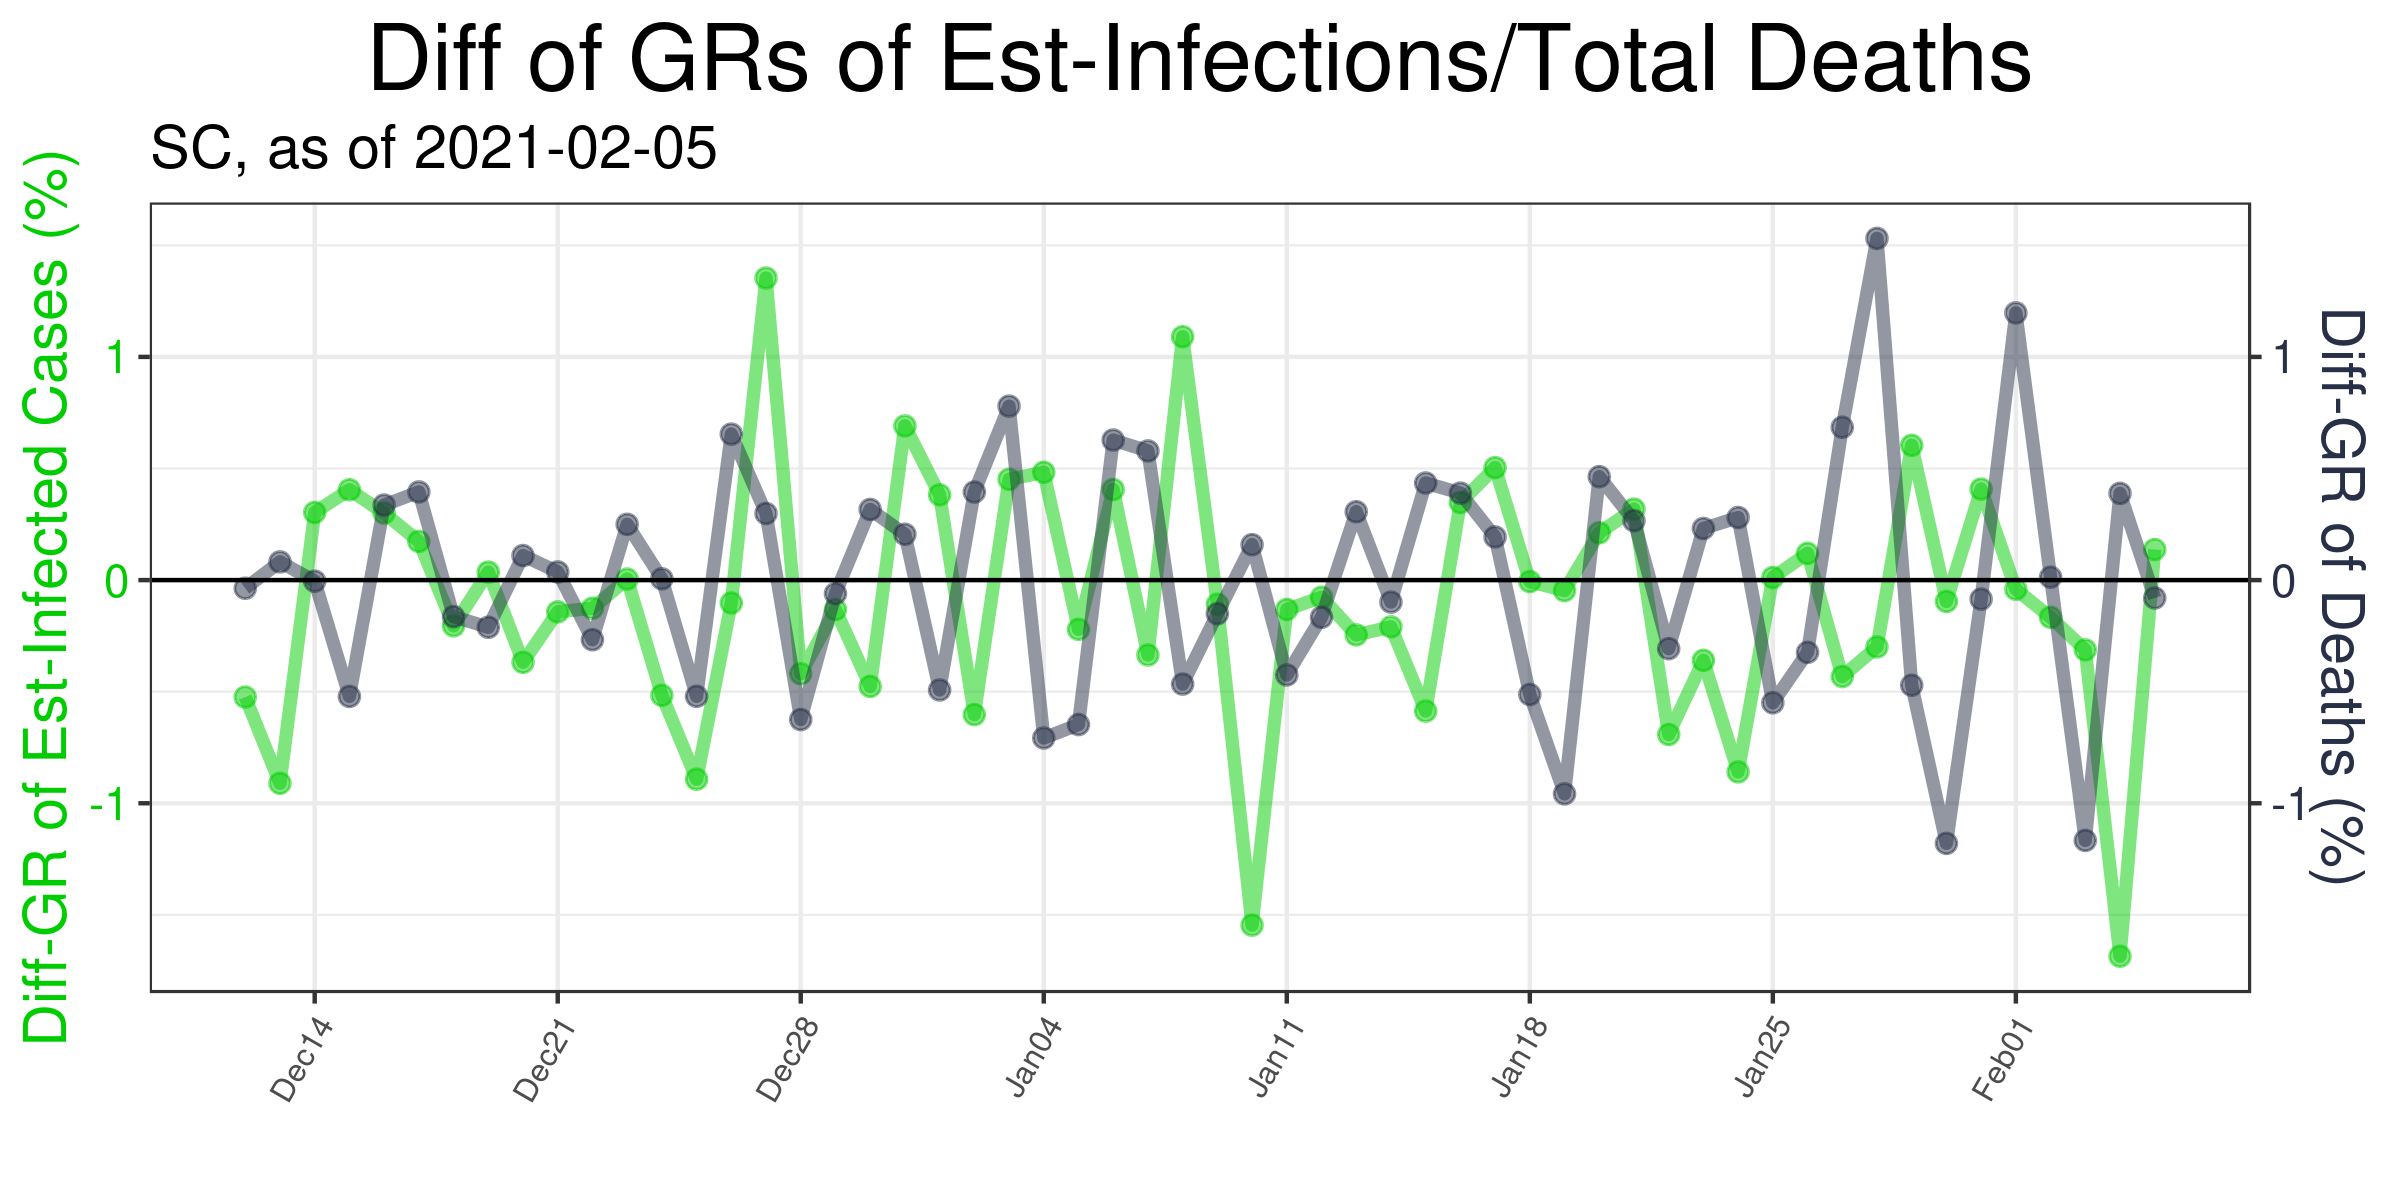 Diff of GRs of Est-Infections/Total Deaths
SC, as of 2021-02-05
Diff-GR of Est-Infected Cases (%)
1
0
-1
1
0
-1
Diff-GR of Deaths (%)
Dec14
Dec21
Dec28
Jan04
Jan11
Jan18
Jan25
Feb01